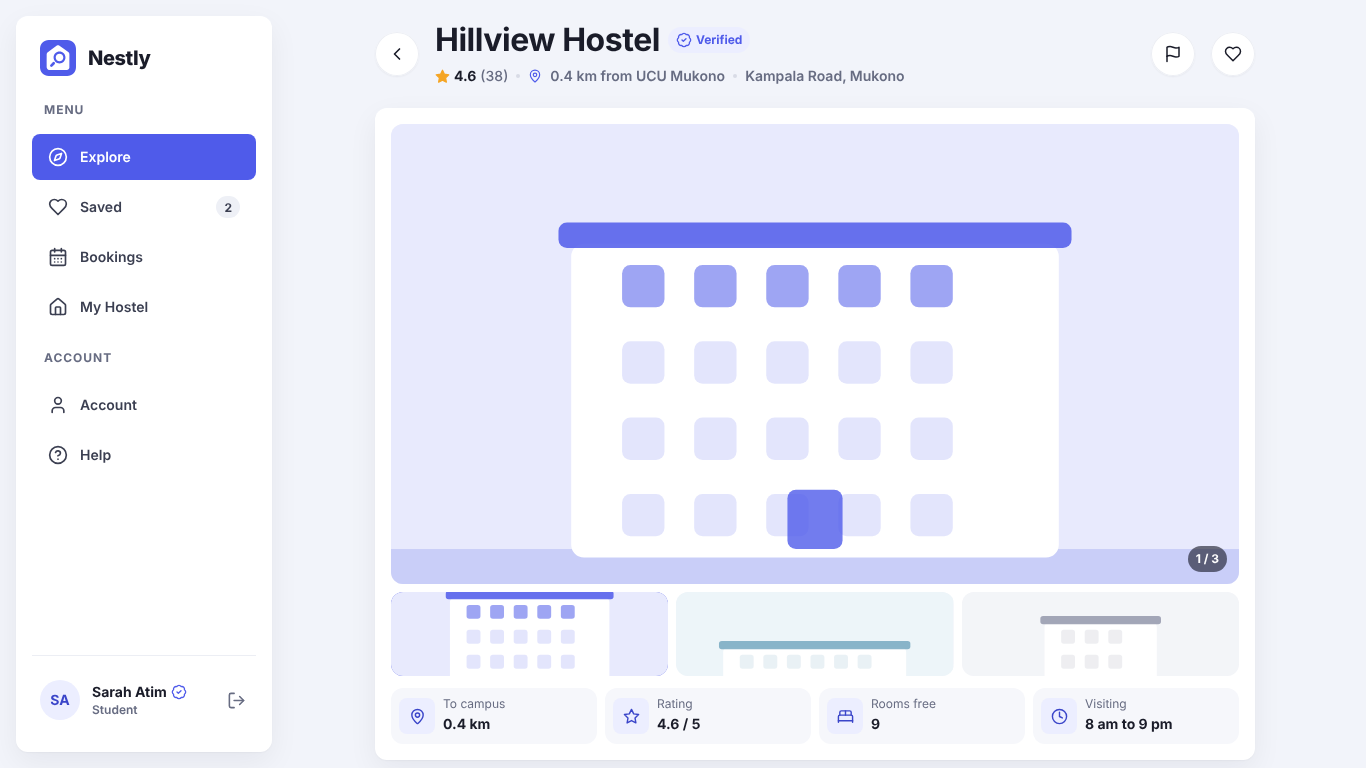 Nestly
MENU
Explore
Saved 2
Bookings
My Hostel
ACCOUNT
Account
Help
SA
Sarah Atim
Student
Hillview Hostel Verified
4.6 (38) • 0.4 km from UCU Mukono • Kampala Road, Mukono
1 / 3
To campus
0.4 km
Rating
4.6 / 5
Rooms free
9
Visiting
8 am to 9 pm